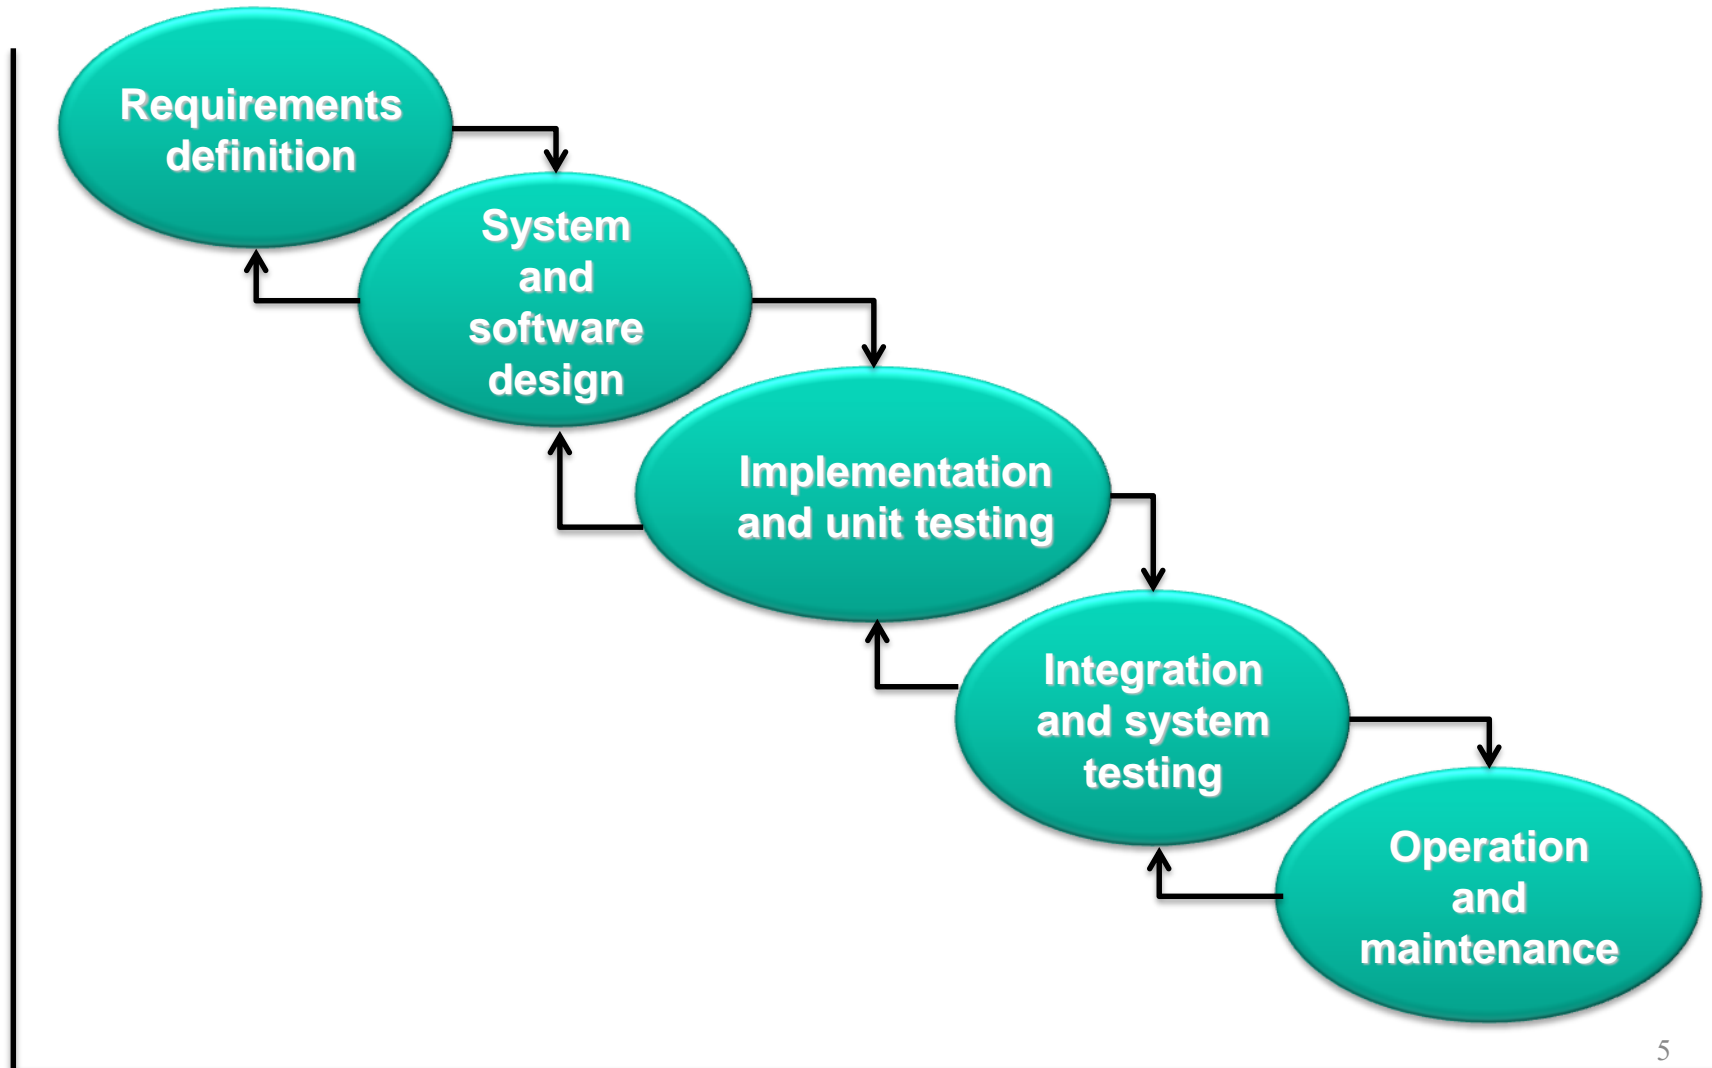 Requirements
definition
System
and
software
design
Implementation
and unit testing
Integration
and system
testing
Operation
and
maintenance
5